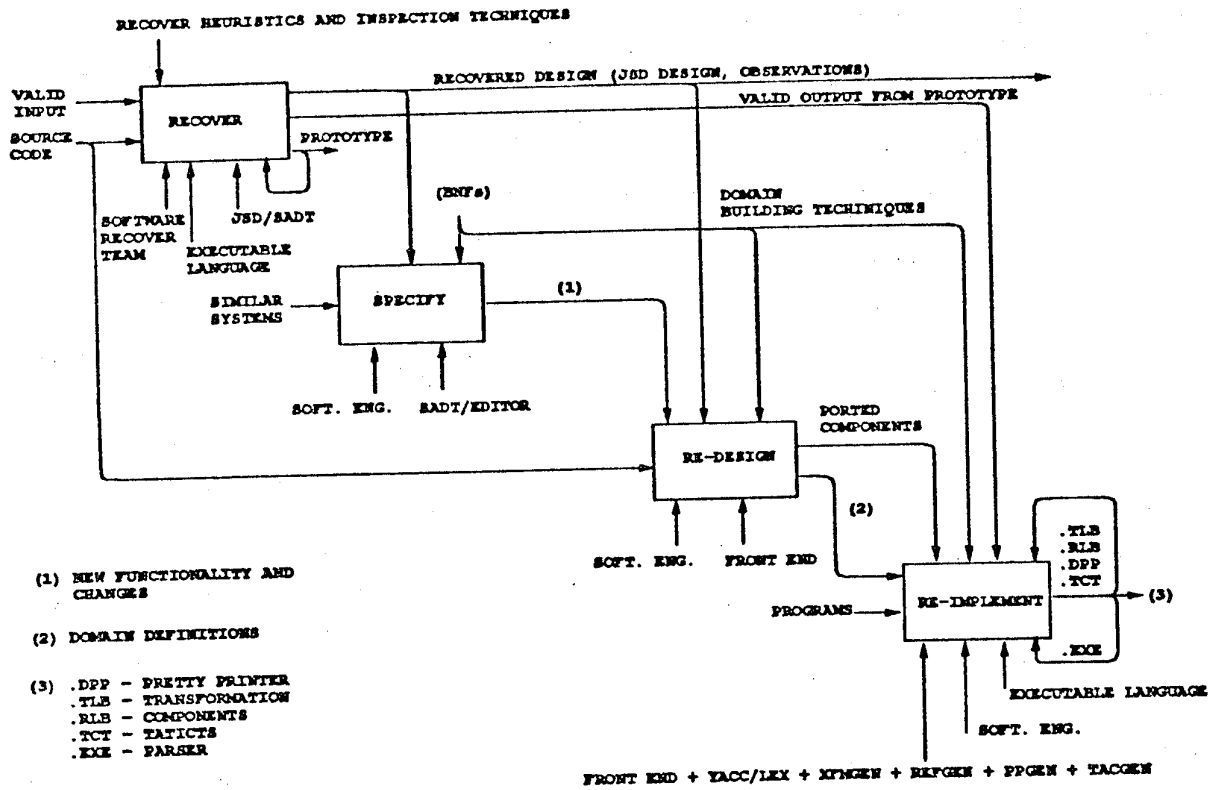 RECOVER HEURISTICS AND INSPECTION TECHNIQUES
RECOVERED DESIGN (JSD DESIGN, OBSERVATIONS)
VALID
INPUT
VALID OUTPUT FROM PROTOTYPE
RECOVER
SOURCE
CODE
PROTOTYPE
SOFTWARE
RECOVER
TEAM
JSD/SADT
EXECUTABLE
LANGUAGE
(BNFs)
DOMAIN
BUILDING TECHINIQUES
SIMILAR
SYSTEMS
SPECIFY
(1)
SOFT. ENG.
SADT/EDITOR
PORTED
COMPONENTS
RE-DESIGN
(2)
SOFT. ENG.
FRONT END
.TLB
.RLB
.DPP
.TCT
PROGRAMS
RE-IMPLEMENT
(3)
.EXE
EXECUTABLE LANGUAGE
SOFT. ENG.
FRONT END + YACC/LEX + XFMGEN + REFGEN + PPGEN + TACGEN
(1) NEW FUNCTIONALITY AND
CHANGES
(2) DOMAIN DEFINITIONS
(3) .DPP - PRETTY PRINTER
.TLB - TRANSFORMATION
.RLB - COMPONENTS
.TCT - TATICTS
.EXE - PARSER